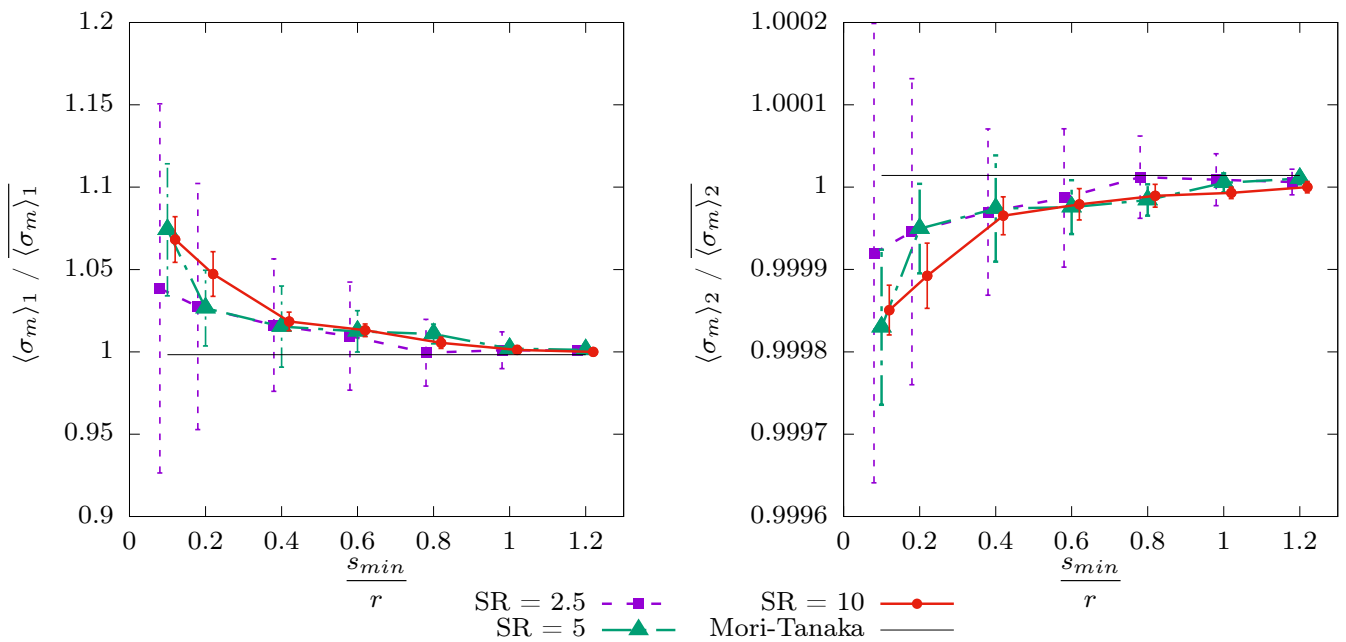 ⟨σm⟩1 / ⟨σm⟩1
1.2
1.15
1.1
1.05
1
0.95
0.9
0 0.2 0.4 0.6 0.8 1 1.2
smin
r
⟨σm⟩2 / ⟨σm⟩2
1.0002
1.0001
1
0.9999
0.9998
0.9997
0.9996
0 0.2 0.4 0.6 0.8 1 1.2
smin
r
SR = 2.5
SR = 5
SR = 10
Mori-Tanaka